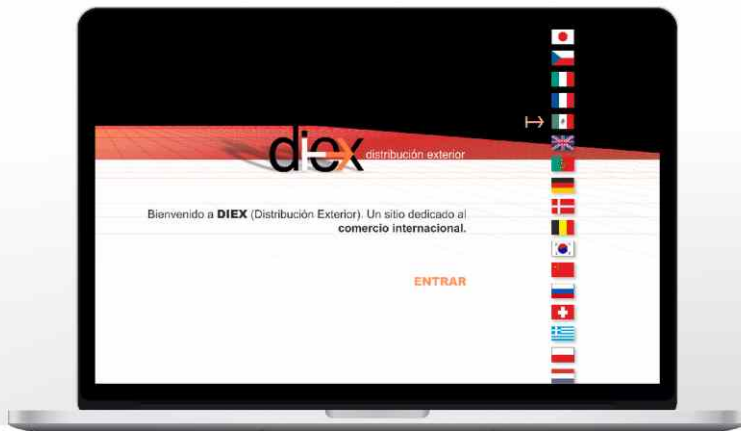 diex distribución exterior
Bienvenido a DIEX (Distribución Exterior). Un sitio dedicado al
comercio internacional.
ENTRAR